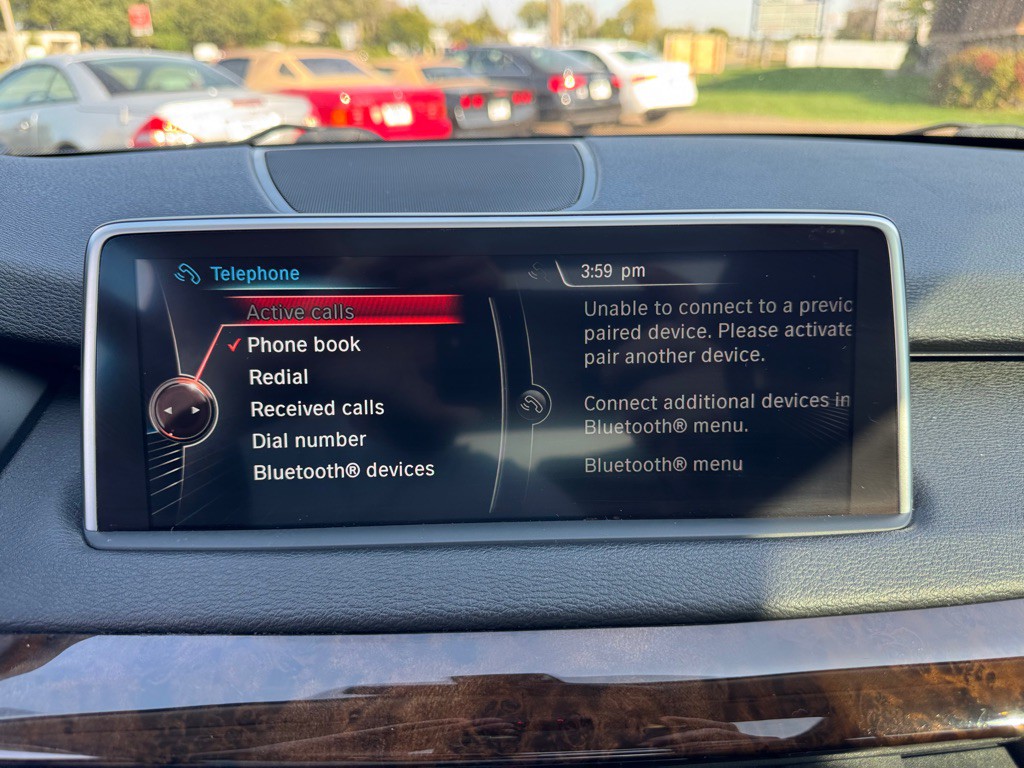 Telephone
3:59 pm
Active calls
Phone book
Redial
Received calls
Dial number
Bluetooth® devices
Unable to connect to a previc
paired device. Please activate
pair another device.
Connect additional devices in
Bluetooth® menu.
Bluetooth® menu